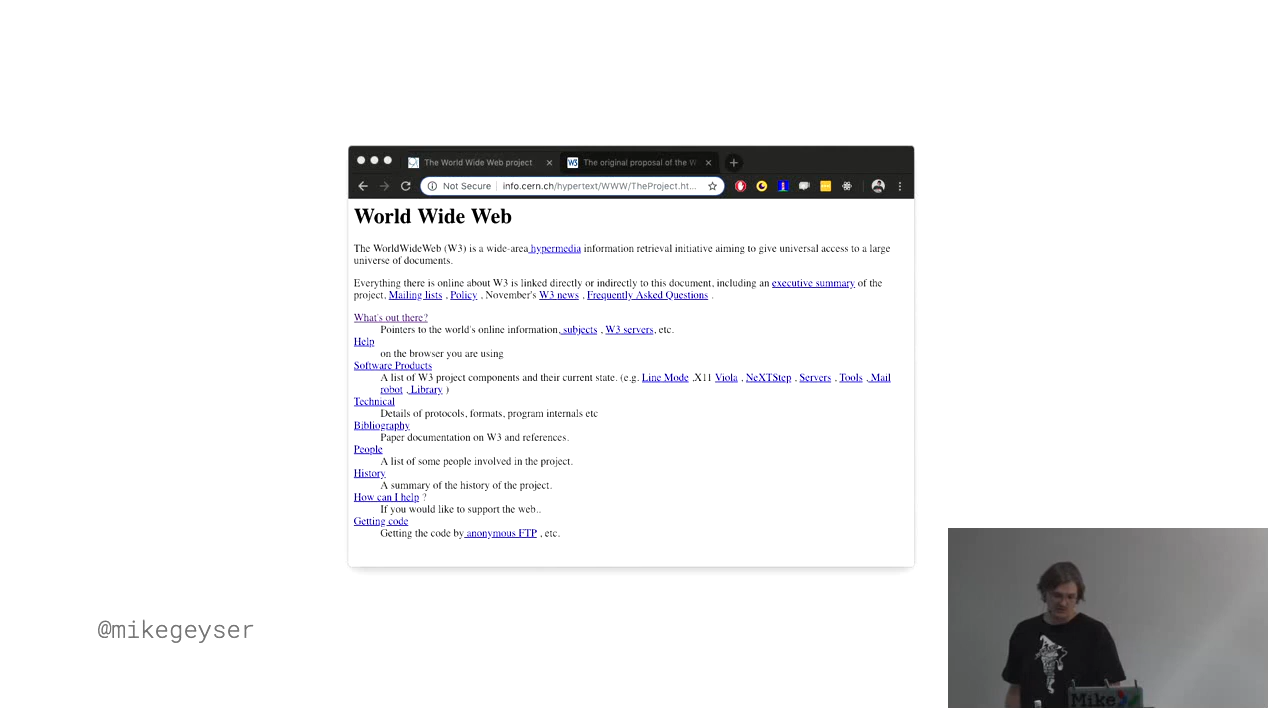 The World Wide Web project
The original proposal of the W
Not Secure
info.cern.ch/hypertext/WWW/TheProject.ht...
World Wide Web
The WorldWideWeb (W3) is a wide-area hypermedia information retrieval initiative aiming to give universal access to a large
universe of documents.
Everything there is online about W3 is linked directly or indirectly to this document, including an executive summary of the
project, Mailing lists , Policy , November's W3 news , Frequently Asked Questions .
What's out there?
Pointers to the world's online information, subjects , W3 servers, etc.
Help
on the browser you are using
Software Products
A list of W3 project components and their current state. (e.g. Line Mode ,X11 Viola , NeXTStep , Servers , Tools , Mail
robot , Library )
Technical
Details of protocols, formats, program internals etc
Bibliography
Paper documentation on W3 and references.
People
A list of some people involved in the project.
History
A summary of the history of the project.
How can I help ?
If you would like to support the web..
Getting code
Getting the code by anonymous FTP , etc.
@mikegeyser
Mike